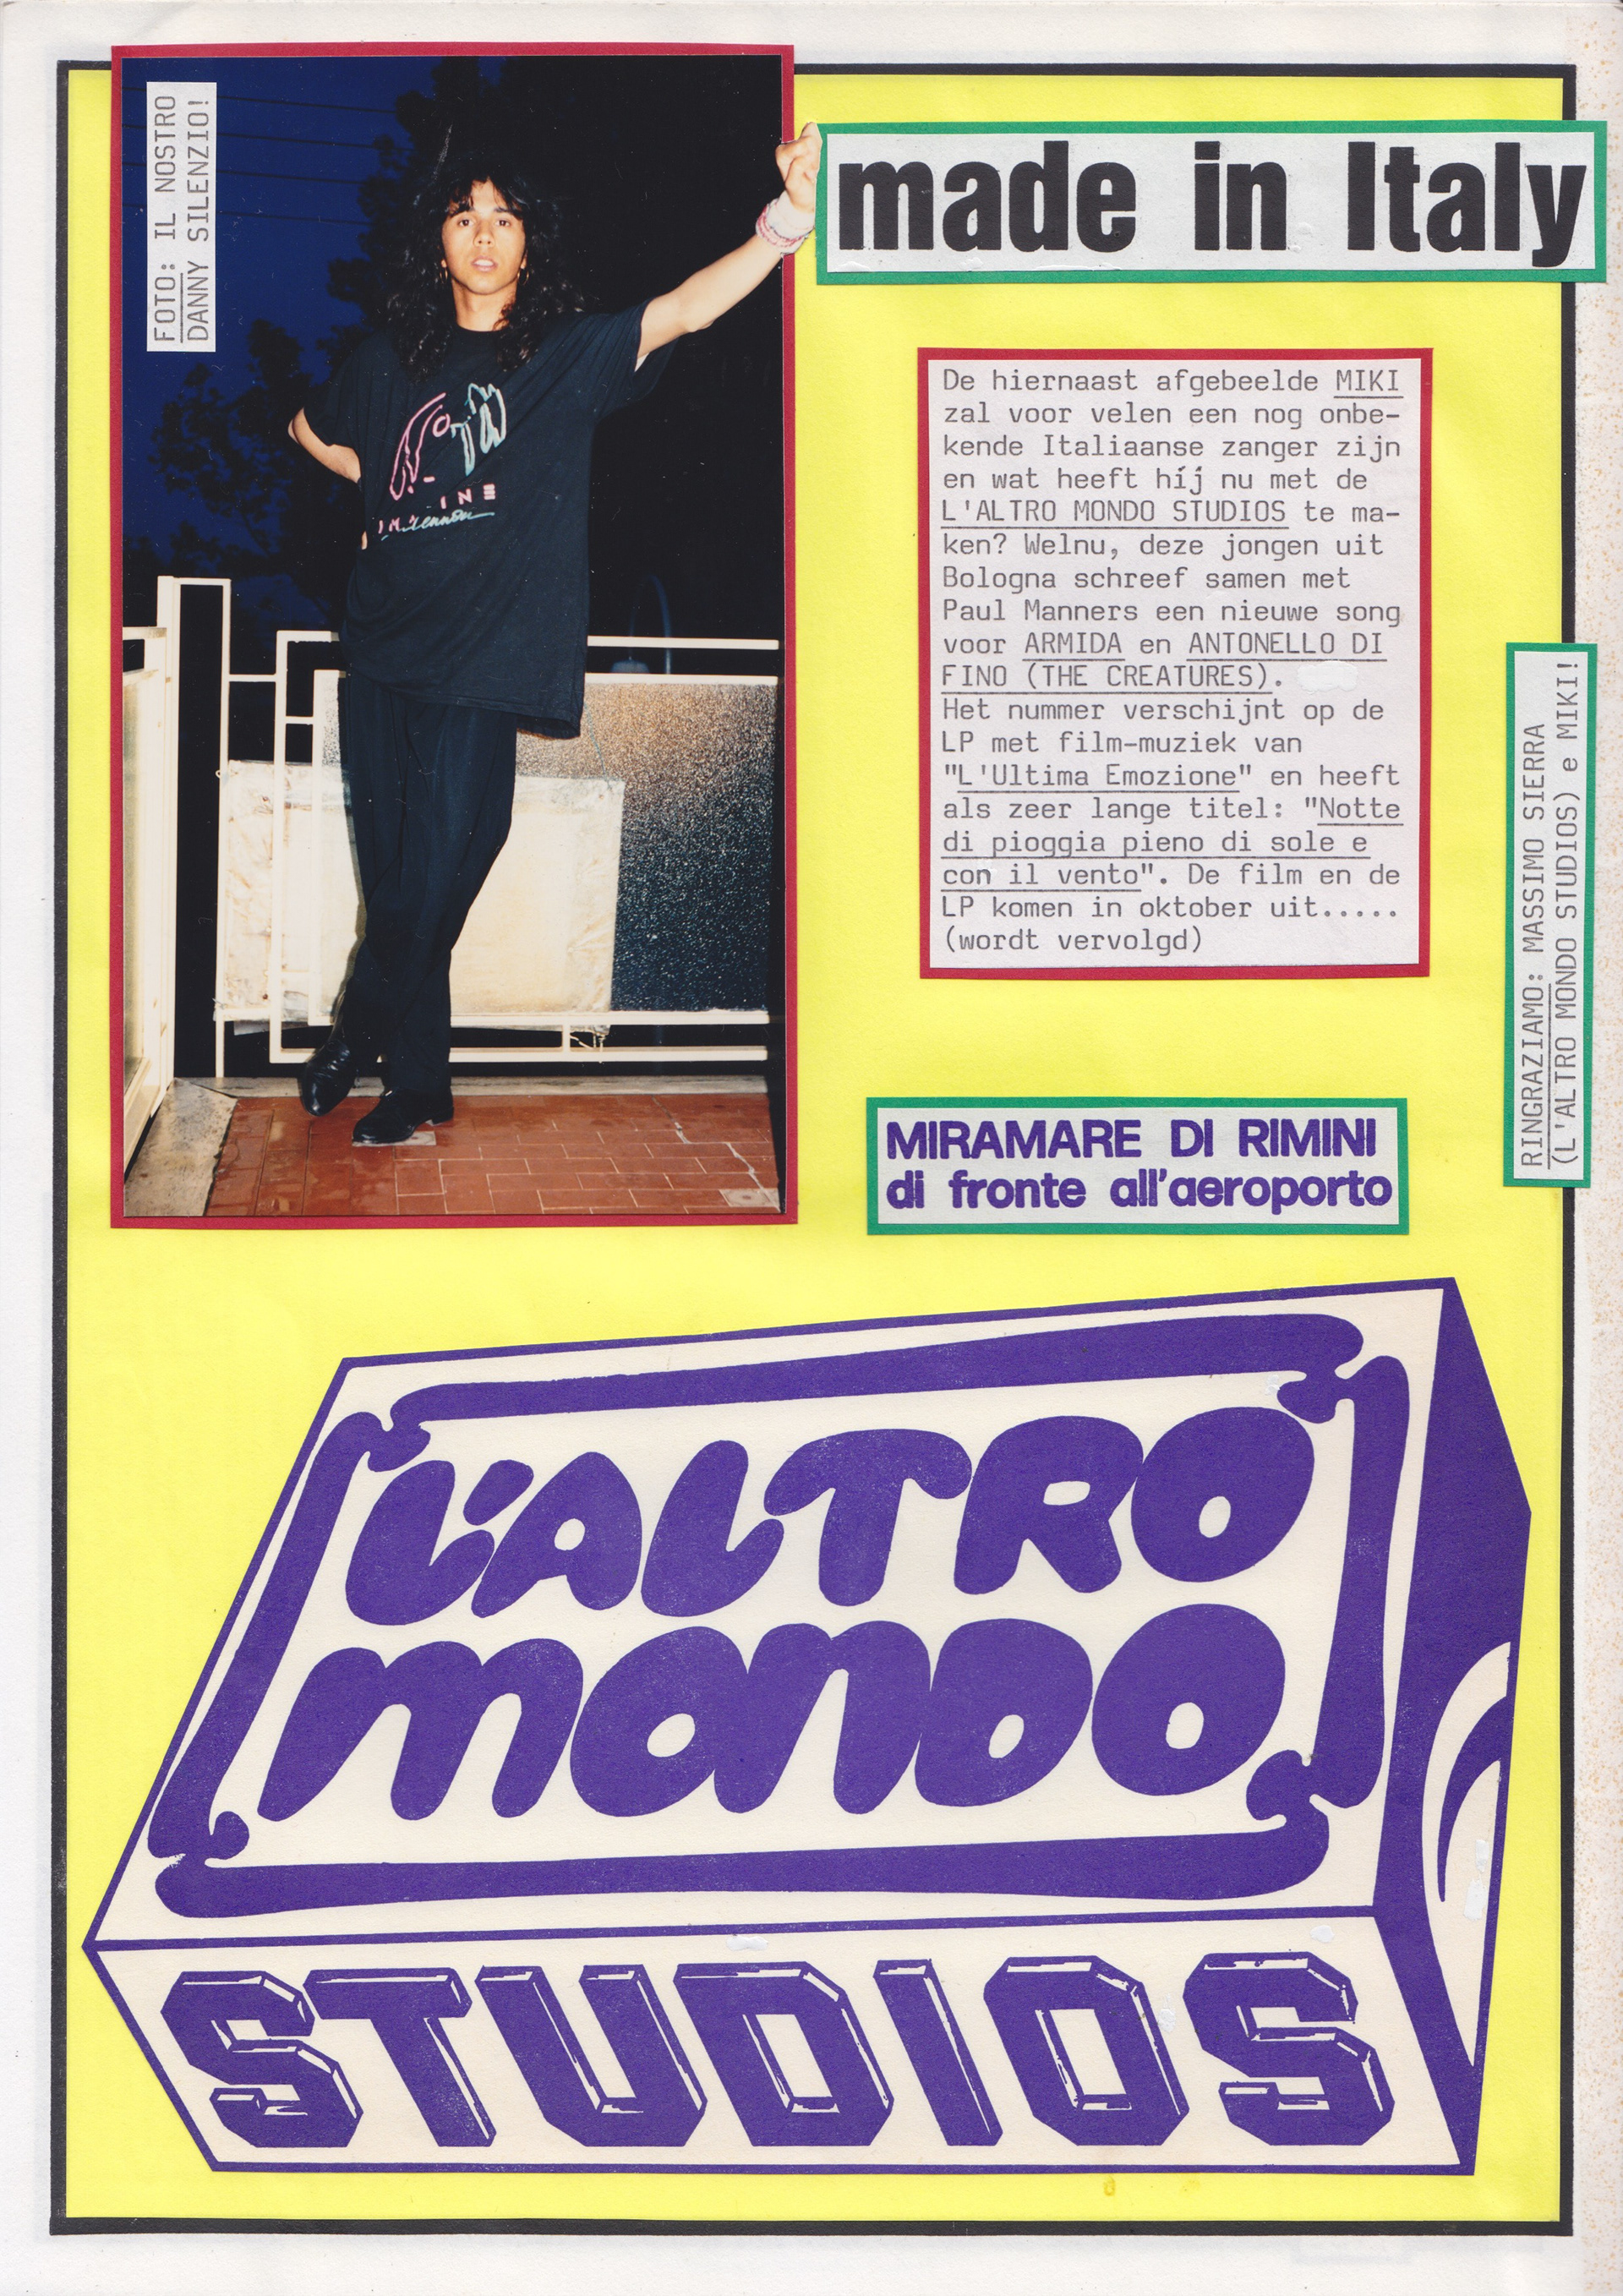 FOTO: IL NOSTRO
DANNY SILENZIO!
made in Italy
De hiernaast afgebeelde MIKI
zal voor velen een nog onbe-
kende Italiaanse zanger zijn
en wat heeft híj nu met de
L'ALTRO MONDO STUDIOS te ma-
ken? Welnu, deze jongen uit
Bologna schreef samen met
Paul Manners een nieuwe song
voor ARMIDA en ANTONELLO DI
FINO (THE CREATURES).
Het nummer verschijnt op de
LP met film-muziek van
"L'Ultima Emozione" en heeft
als zeer lange titel: "Notte
di pioggia pieno di sole e
con il vento". De film en de
LP komen in oktober uit.....
(wordt vervolgd)
RINGRAZIAMO: MASSIMO SIERRA
(L'ALTRO MONDO STUDIOS) e MIKI!
MIRAMARE DI RIMINI
di fronte all'aeroporto
L'ALTRO
MONDO
STUDIOS